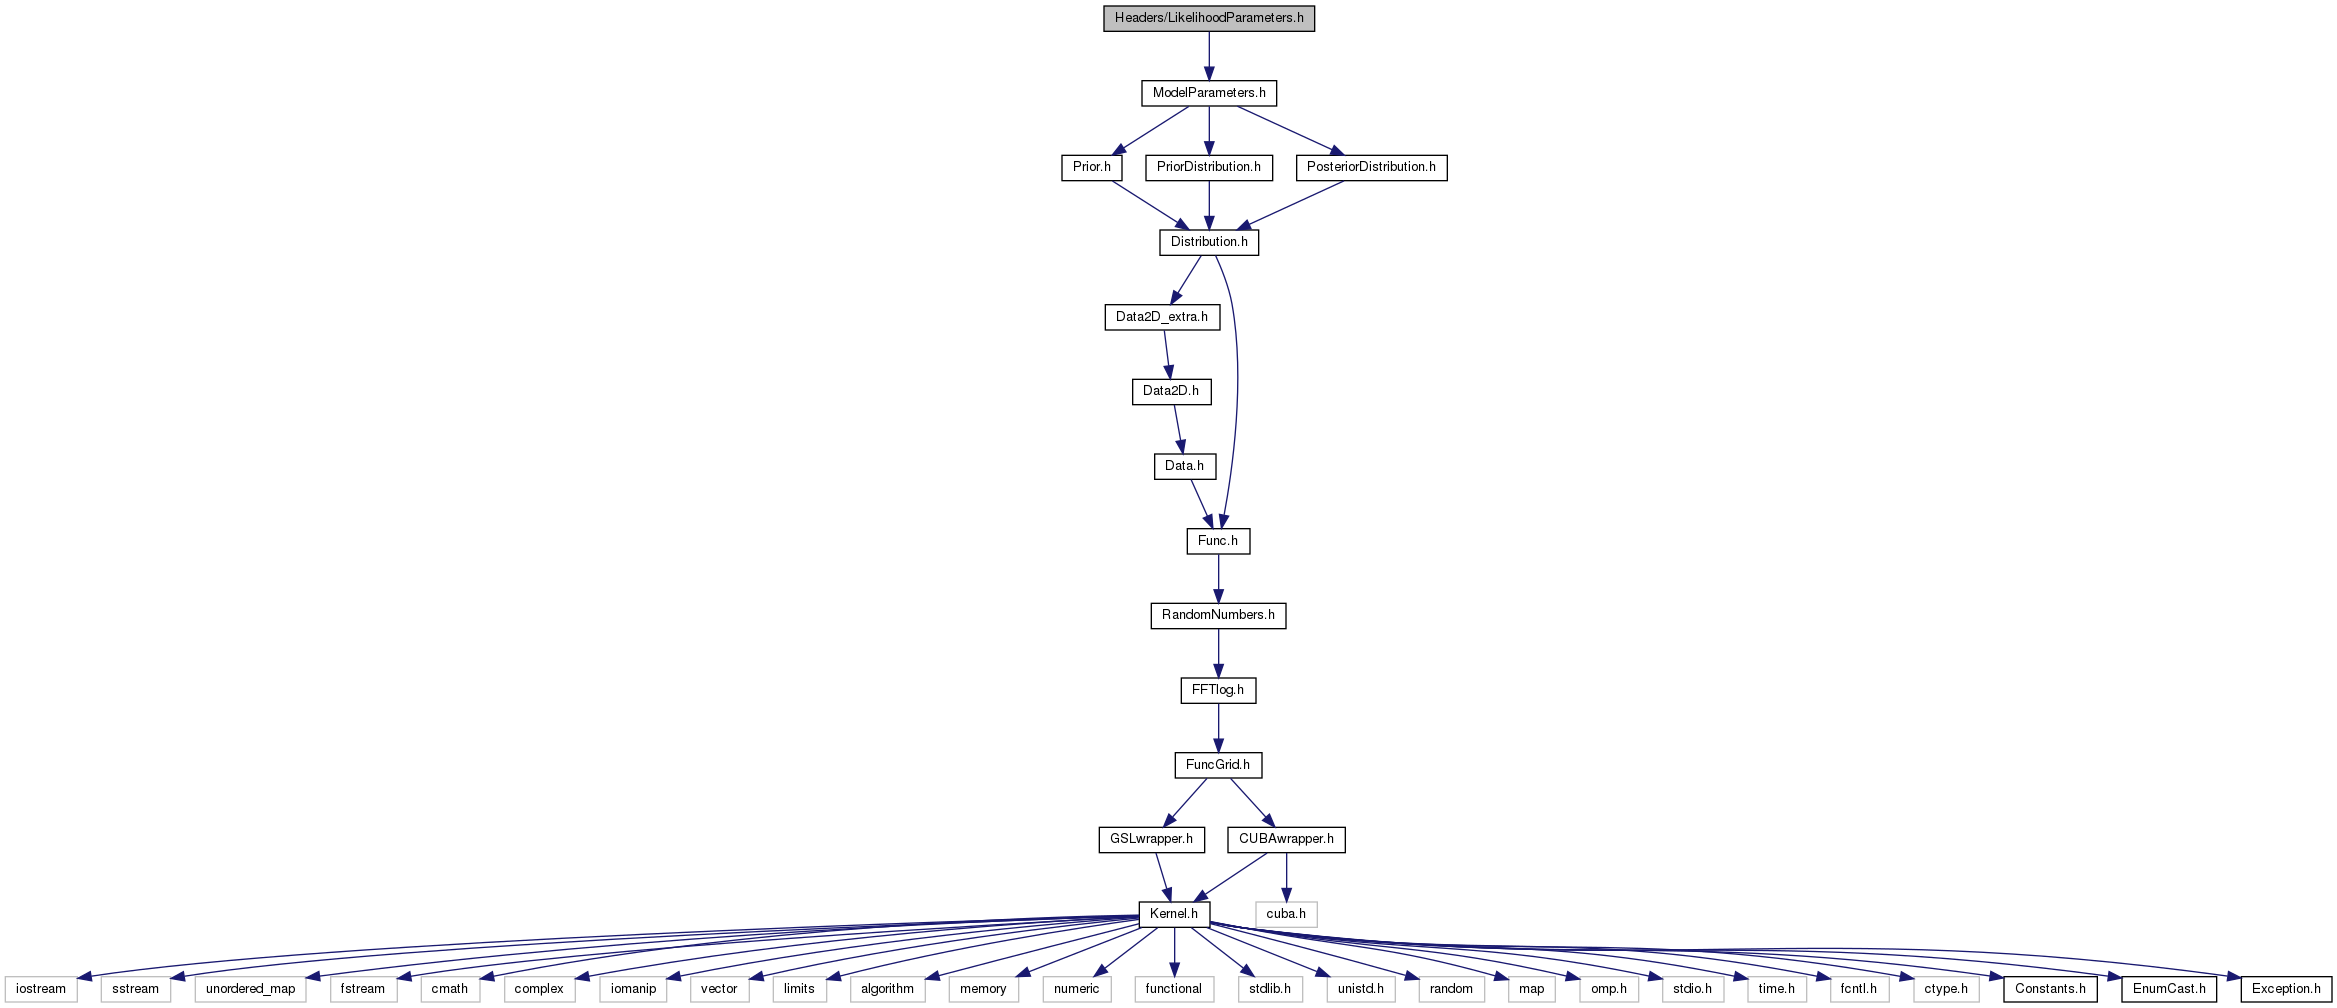 Headers/LikelihoodParameters.h
ModelParameters.h
Prior.h
PriorDistribution.h
PosteriorDistribution.h
Distribution.h
Data2D_extra.h
Data2D.h
Data.h
Func.h
RandomNumbers.h
FFTlog.h
FuncGrid.h
GSLwrapper.h
CUBAwrapper.h
Kernel.h
cuba.h
iostream
sstream
unordered_map
fstream
cmath
complex
iomanip
vector
limits
algorithm
memory
numeric
functional
stdlib.h
unistd.h
random
map
omp.h
stdio.h
time.h
fcntl.h
ctype.h
Constants.h
EnumCast.h
Exception.h